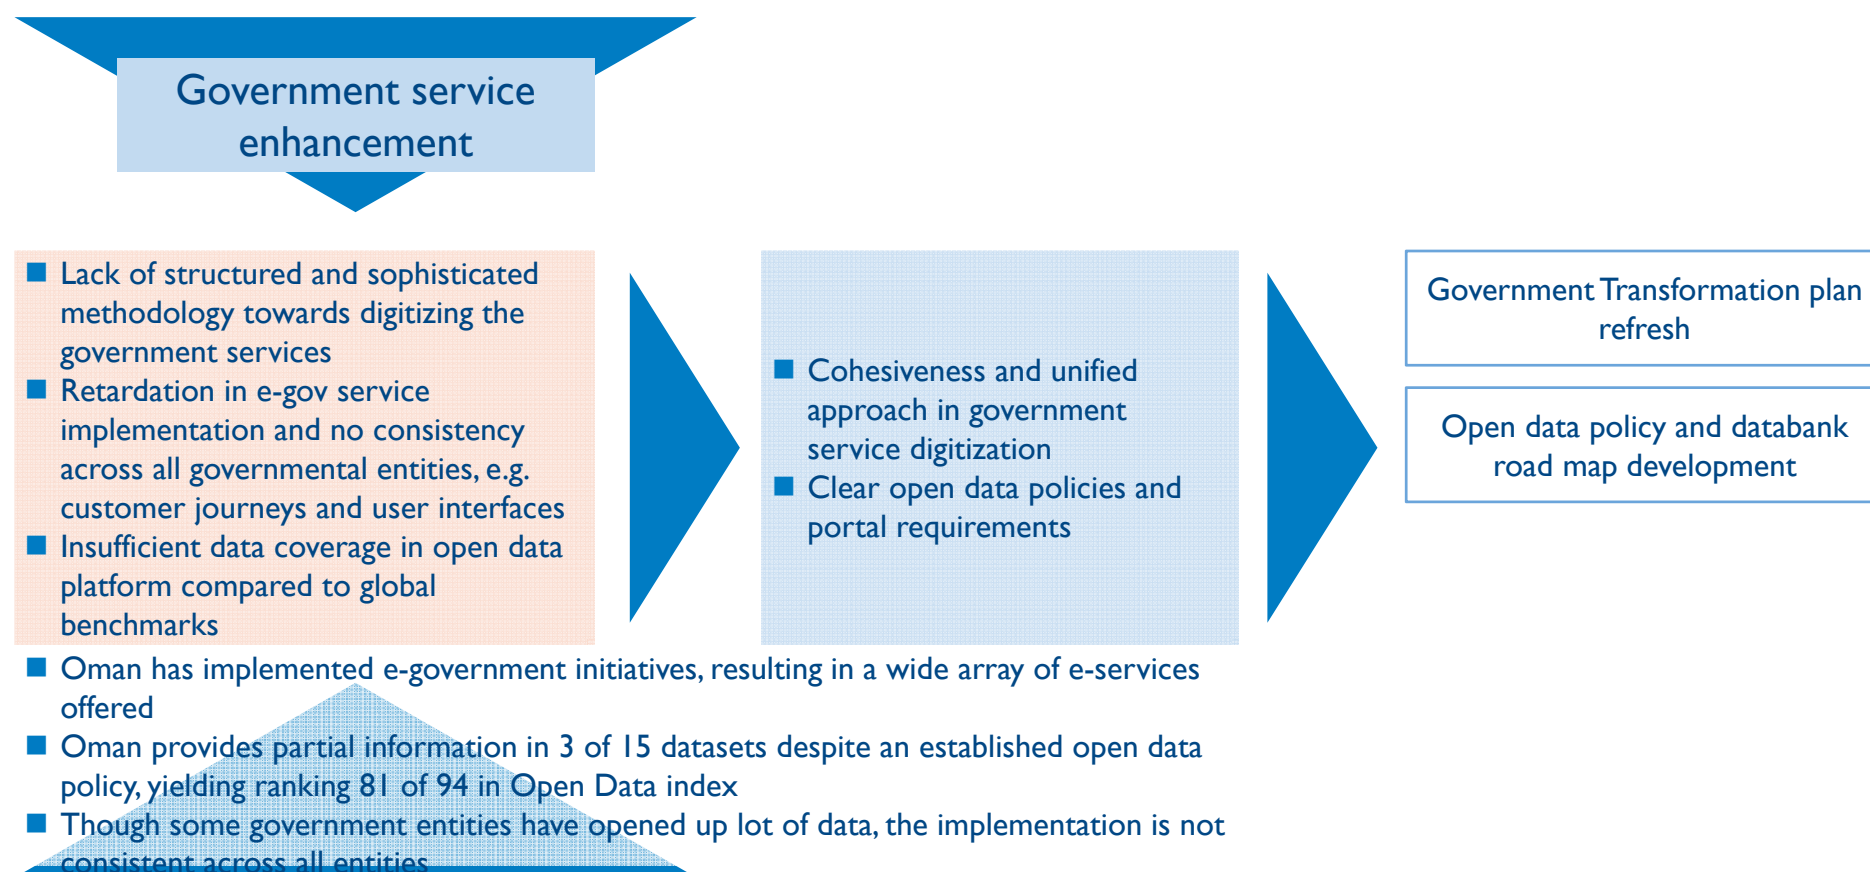 Government service
enhancement
■ Lack of structured and sophisticated
methodology towards digitizing the
government services
■ Retardation in e-gov service
implementation and no consistency
across all governmental entities, e.g.
customer journeys and user interfaces
■ Insufficient data coverage in open data
platform compared to global
benchmarks
■ Cohesiveness and unified
approach in government
service digitization
■ Clear open data policies and
portal requirements
Government Transformation plan
refresh
Open data policy and databank
road map development
■ Oman has implemented e-government initiatives, resulting in a wide array of e-services
offered
■ Oman provides partial information in 3 of 15 datasets despite an established open data
policy, yielding ranking 81 of 94 in Open Data index
■ Though some government entities have opened up lot of data, the implementation is not
consistent across all entities